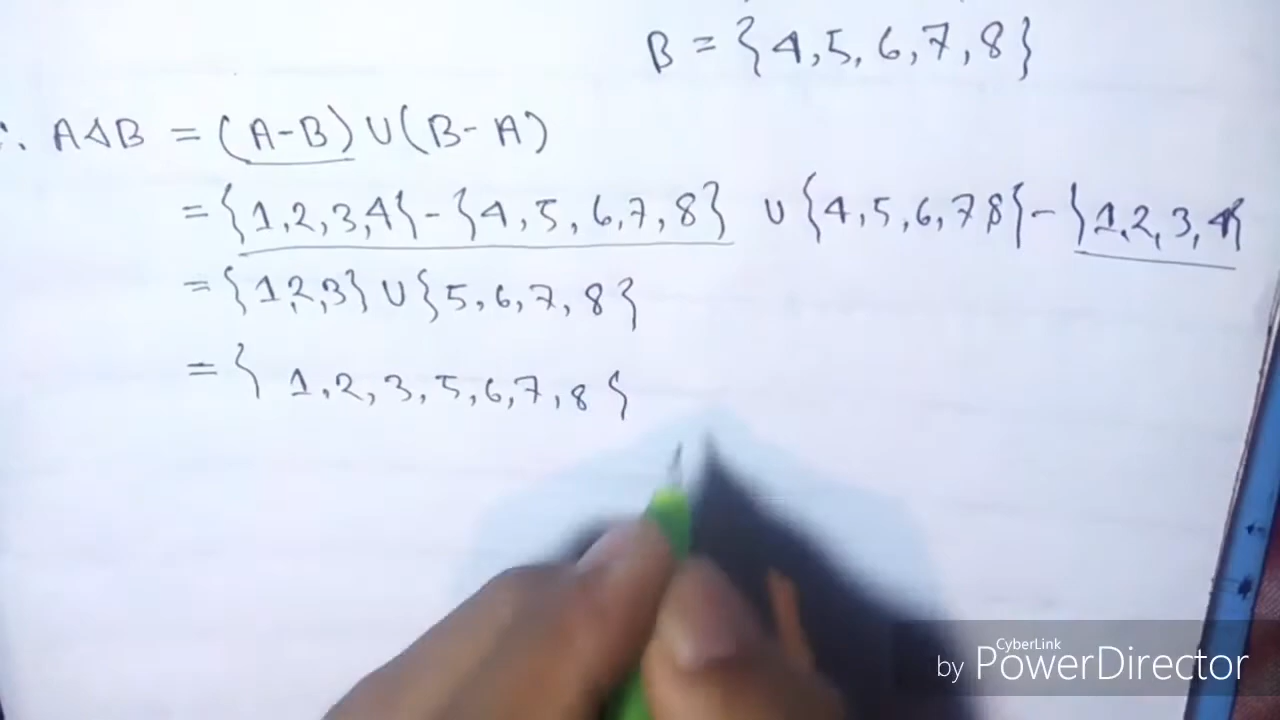 B = {4,5,6,7,8}
∴ AΔB = (A-B) ∪ (B-A)
= {1,2,3,4} - {4,5,6,7,8} ∪ {4,5,6,7,8} - {1,2,3,4}
= {1,2,3} ∪ {5,6,7,8}
= {1,2,3,5,6,7,8}
CyberLink
by PowerDirector